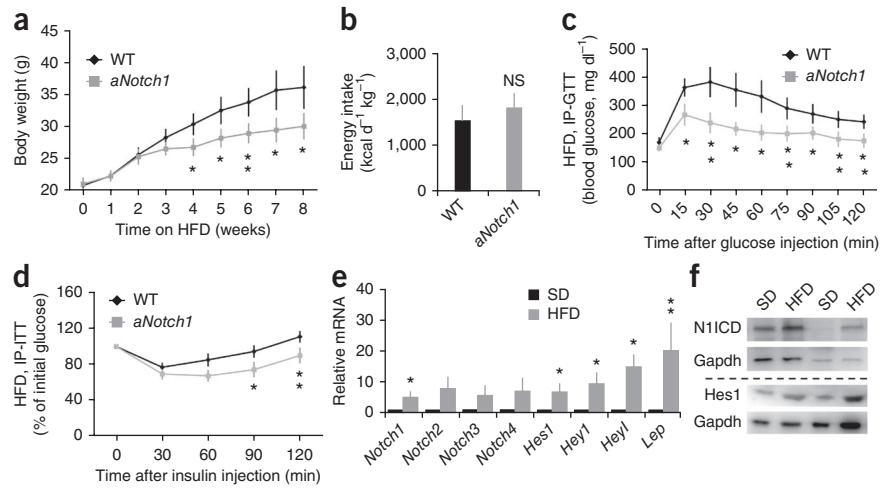 a
WT
aNotch1
Body weight (g)
40
35
30
25
20
0 1 2 3 4 5 6 7 8
* * * * * *
Time on HFD (weeks)
b
Energy intake
(kcal d⁻¹ kg⁻¹)
3,000
2,000
1,000
0
NS
WT
aNotch1
c
WT
aNotch1
HFD, IP-GTT
(blood glucose, mg dl⁻¹)
500
400
300
200
100
0
* * * * * * * * * * * *
0 15 30 45 60 75 90 105 120
Time after glucose injection (min)
d
WT
aNotch1
HFD, IP-ITT
(% of initial glucose)
160
120
80
40
0
* * *
0 30 60 90 120
Time after insulin injection (min)
e
SD
HFD
Relative mRNA
40
30
20
10
0
* * * * * *
Notch1 Notch2 Notch3 Notch4 Hes1 Hey1 Heyl Lep
f
SD HFD SD HFD
N1ICD
Gapdh
Hes1
Gapdh